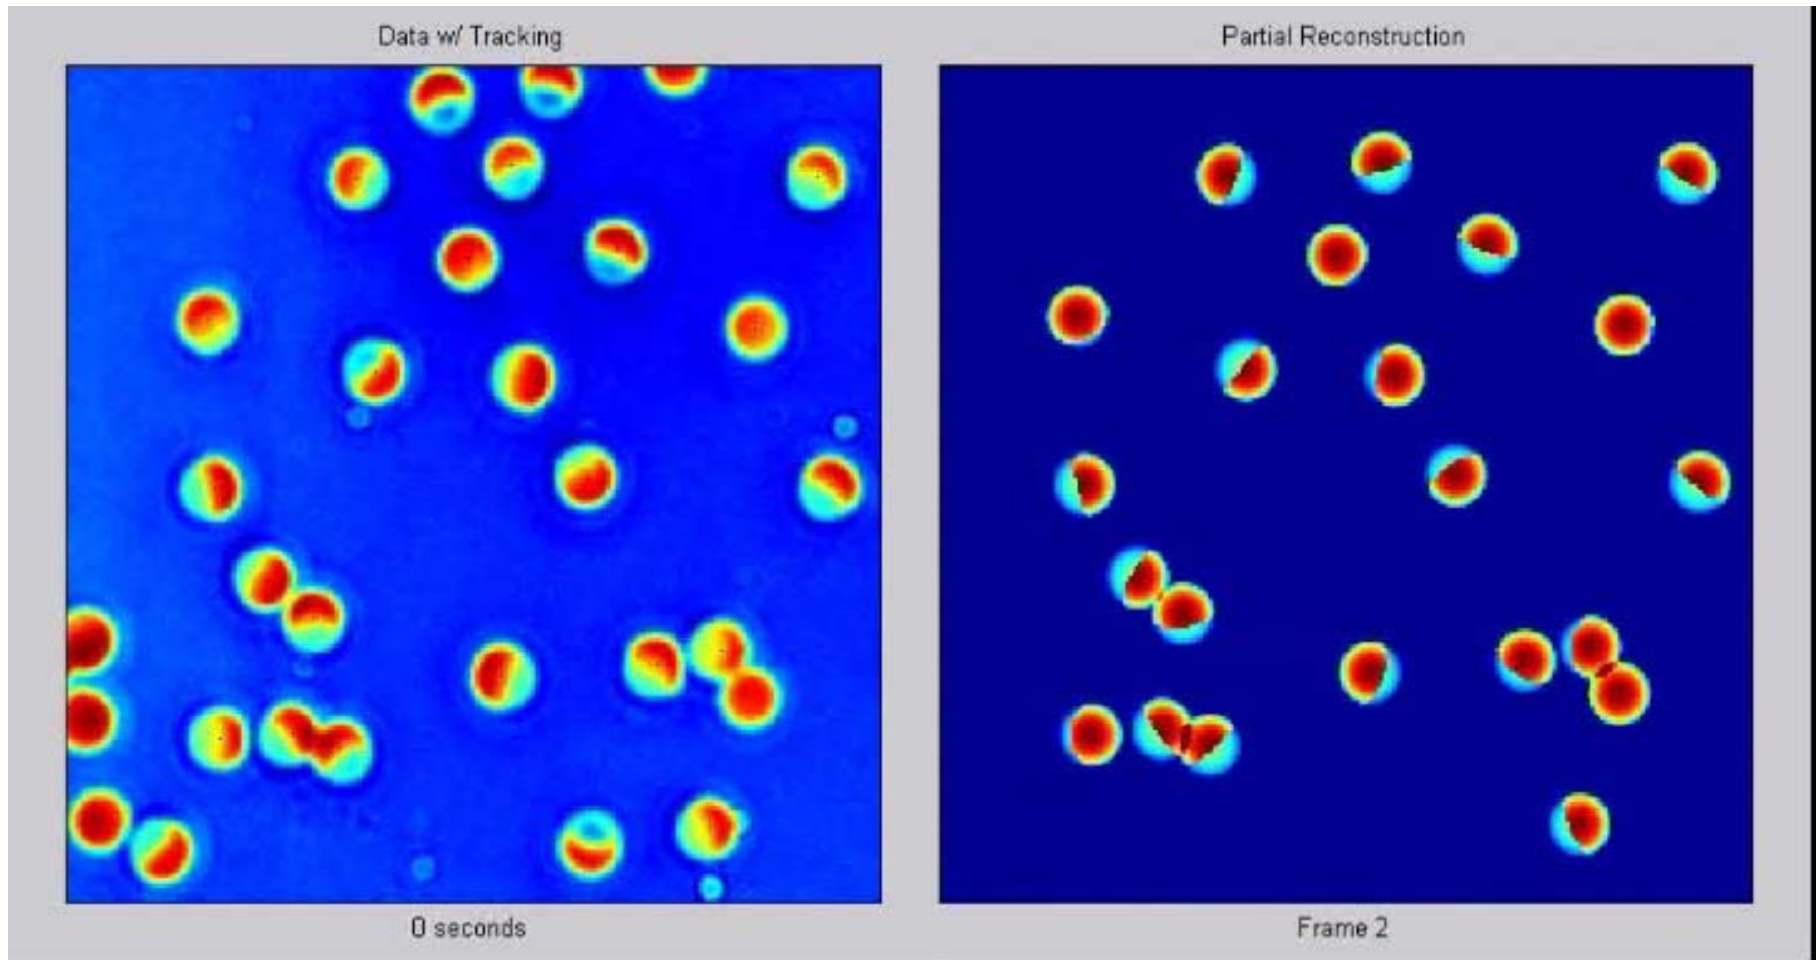 Data w/ Tracking
Partial Reconstruction
0 seconds
Frame 2